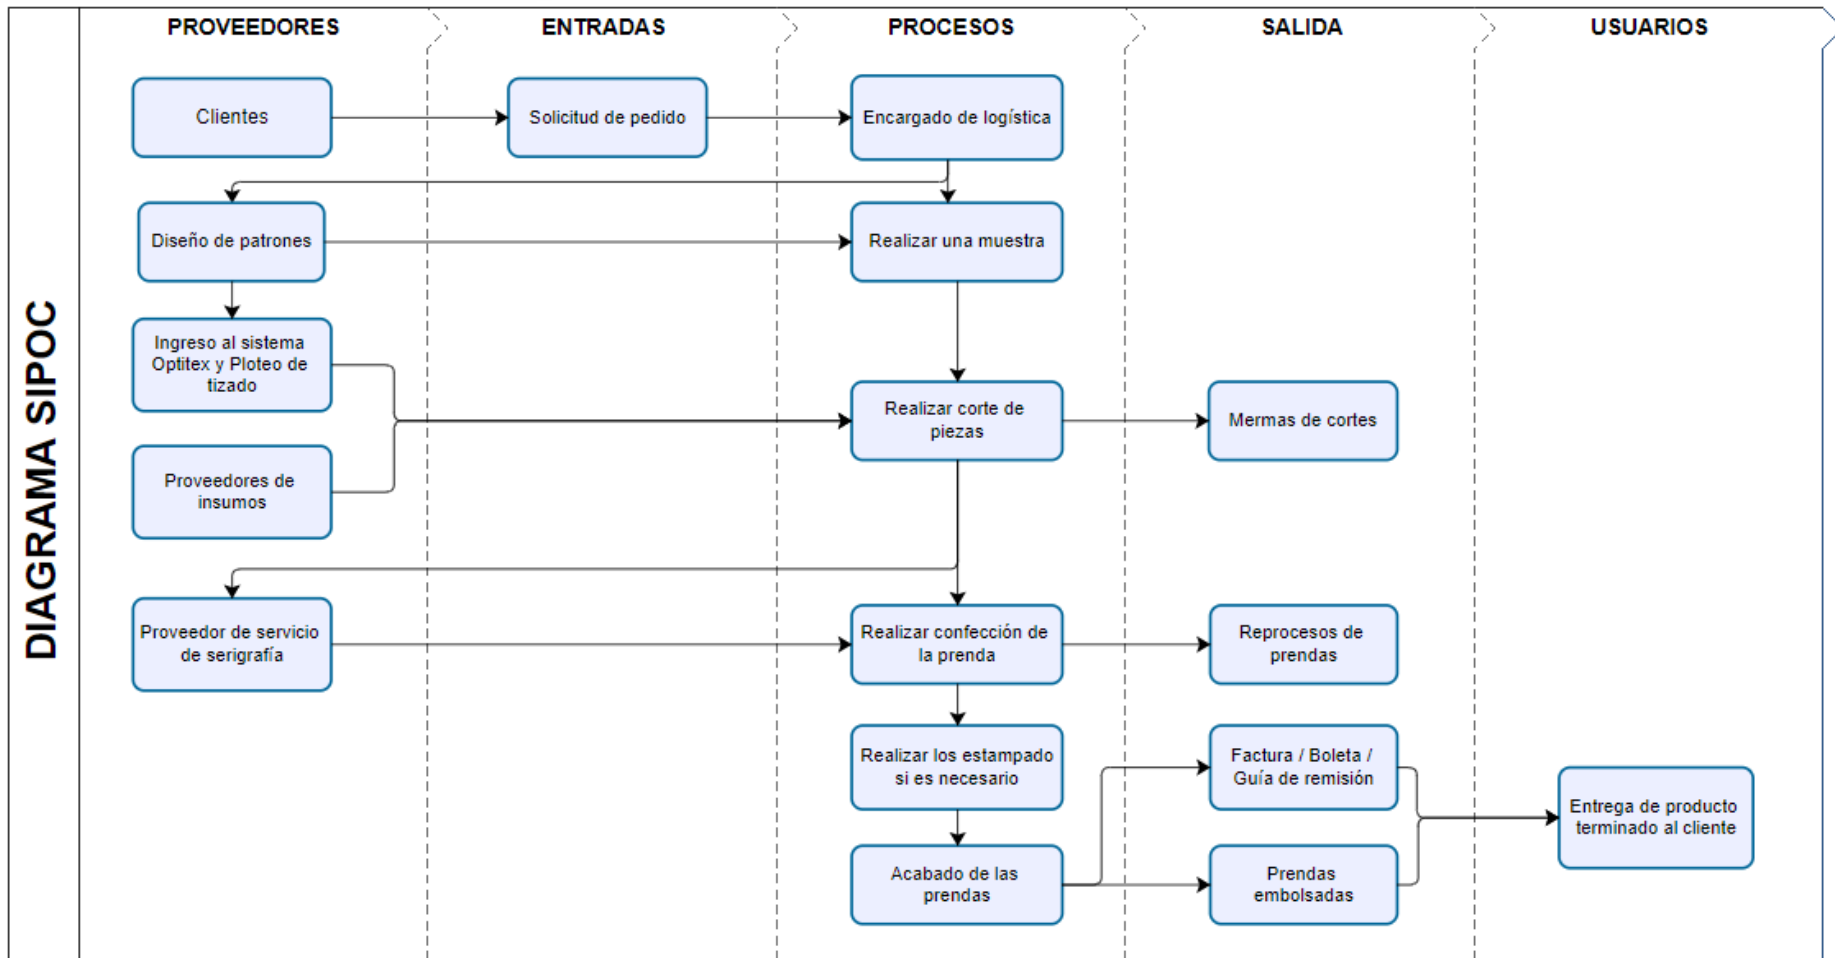 DIAGRAMA SIPOC
PROVEEDORES
ENTRADAS
PROCESOS
SALIDA
USUARIOS
Clientes
Solicitud de pedido
Encargado de logística
Diseño de patrones
Realizar una muestra
Ingreso al sistema
Optitex y Ploteo de
tizado
Realizar corte de
piezas
Mermas de cortes
Proveedores de
insumos
Proveedor de servicio
de serigrafía
Realizar confección de
la prenda
Reprocesos de
prendas
Realizar los estampado
si es necesario
Factura / Boleta /
Guía de remisión
Entrega de producto
terminado al cliente
Acabado de las
prendas
Prendas
embolsadas